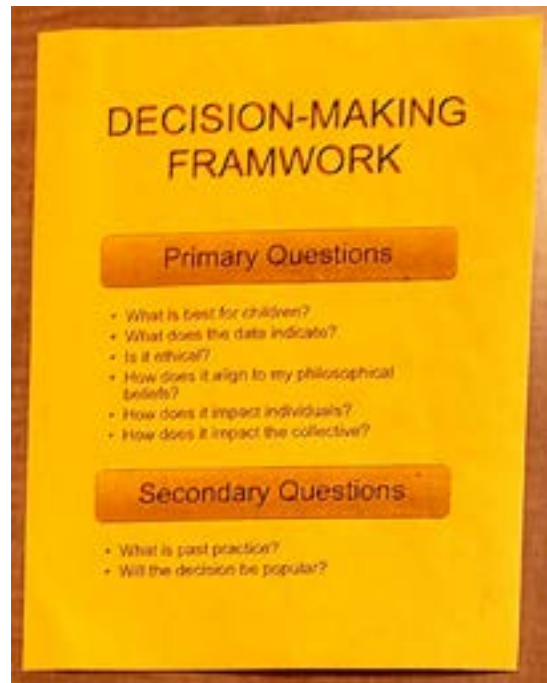 DECISION-MAKING
FRAMWORK
Primary Questions
• What is best for children?
• What does the data indicate?
• Is it ethical?
• How does it align to my philosophical
beliefs?
• How does it impact individuals?
• How does it impact the collective?
Secondary Questions
• What is past practice?
• Will the decision be popular?